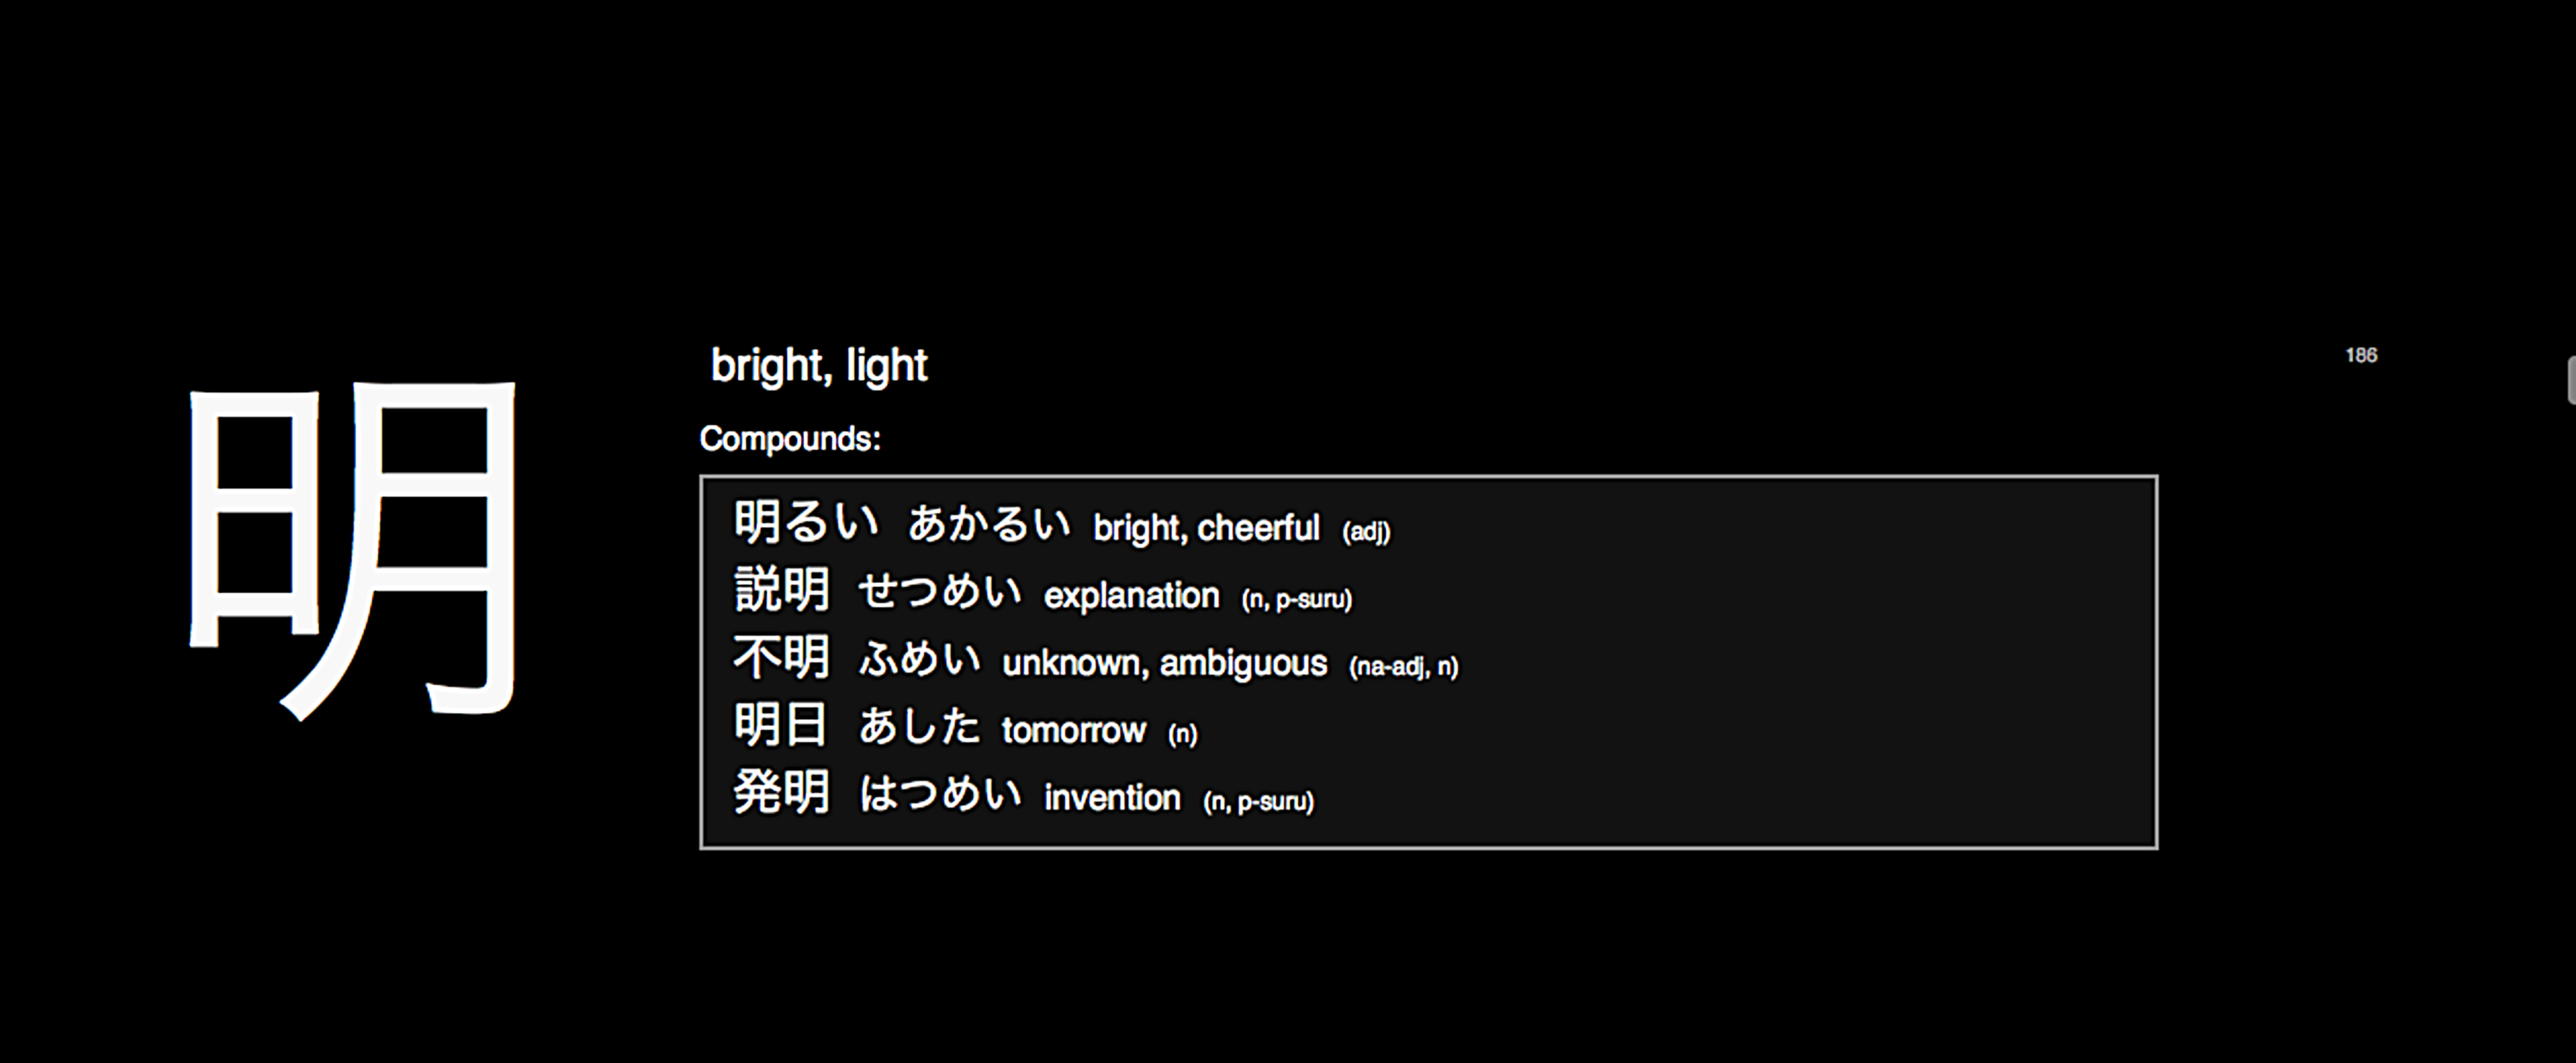 明
bright, light
186
Compounds:
明るい あかるい bright, cheerful (adj)
説明 せつめい explanation (n, p-suru)
不明 ふめい unknown, ambiguous (na-adj, n)
明日 あした tomorrow (n)
発明 はつめい invention (n, p-suru)